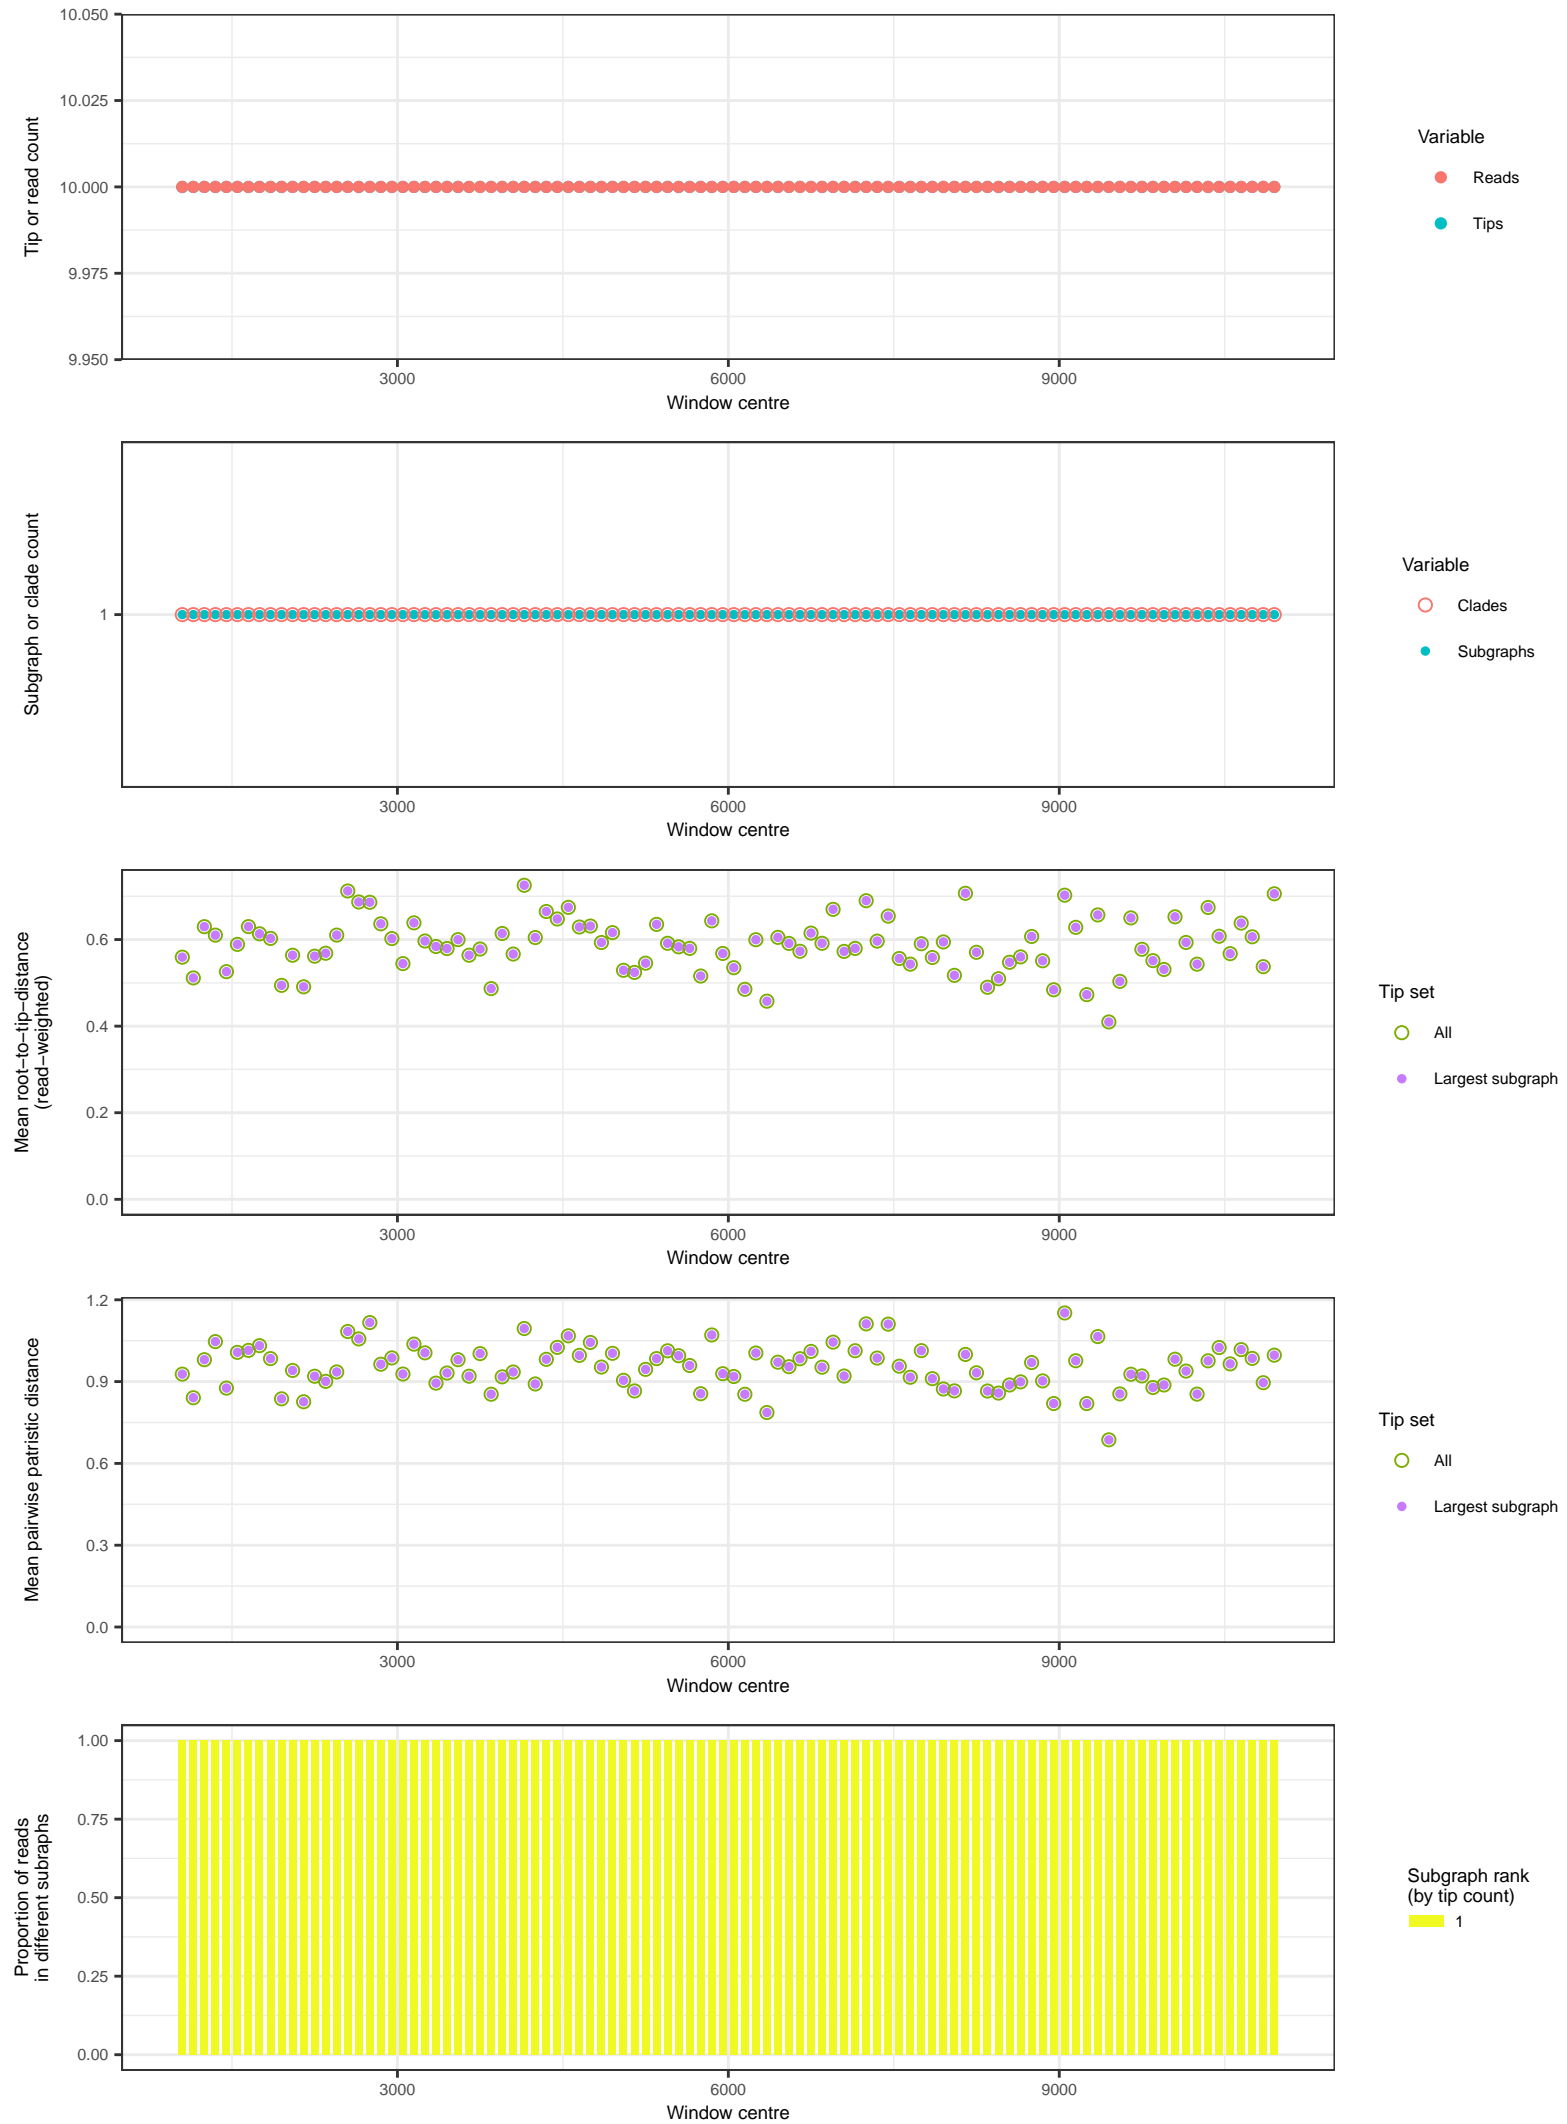 10.050
10.025
10.000
9.975
9.950
Tip or read count
3000 6000 9000
Window centre
Variable
Reads
Tips
1
Subgraph or clade count
3000 6000 9000
Window centre
Variable
Clades
Subgraphs
0.6
0.4
0.2
0.0
Mean root−to−tip−distance
(read−weighted)
3000 6000 9000
Window centre
Tip set
All
Largest subgraph
1.2
0.9
0.6
0.3
0.0
Mean pairwise patristic distance
3000 6000 9000
Window centre
Tip set
All
Largest subgraph
1.00
0.75
0.50
0.25
0.00
Proportion of reads
in different subraphs
3000 6000 9000
Window centre
Subgraph rank
(by tip count)
1